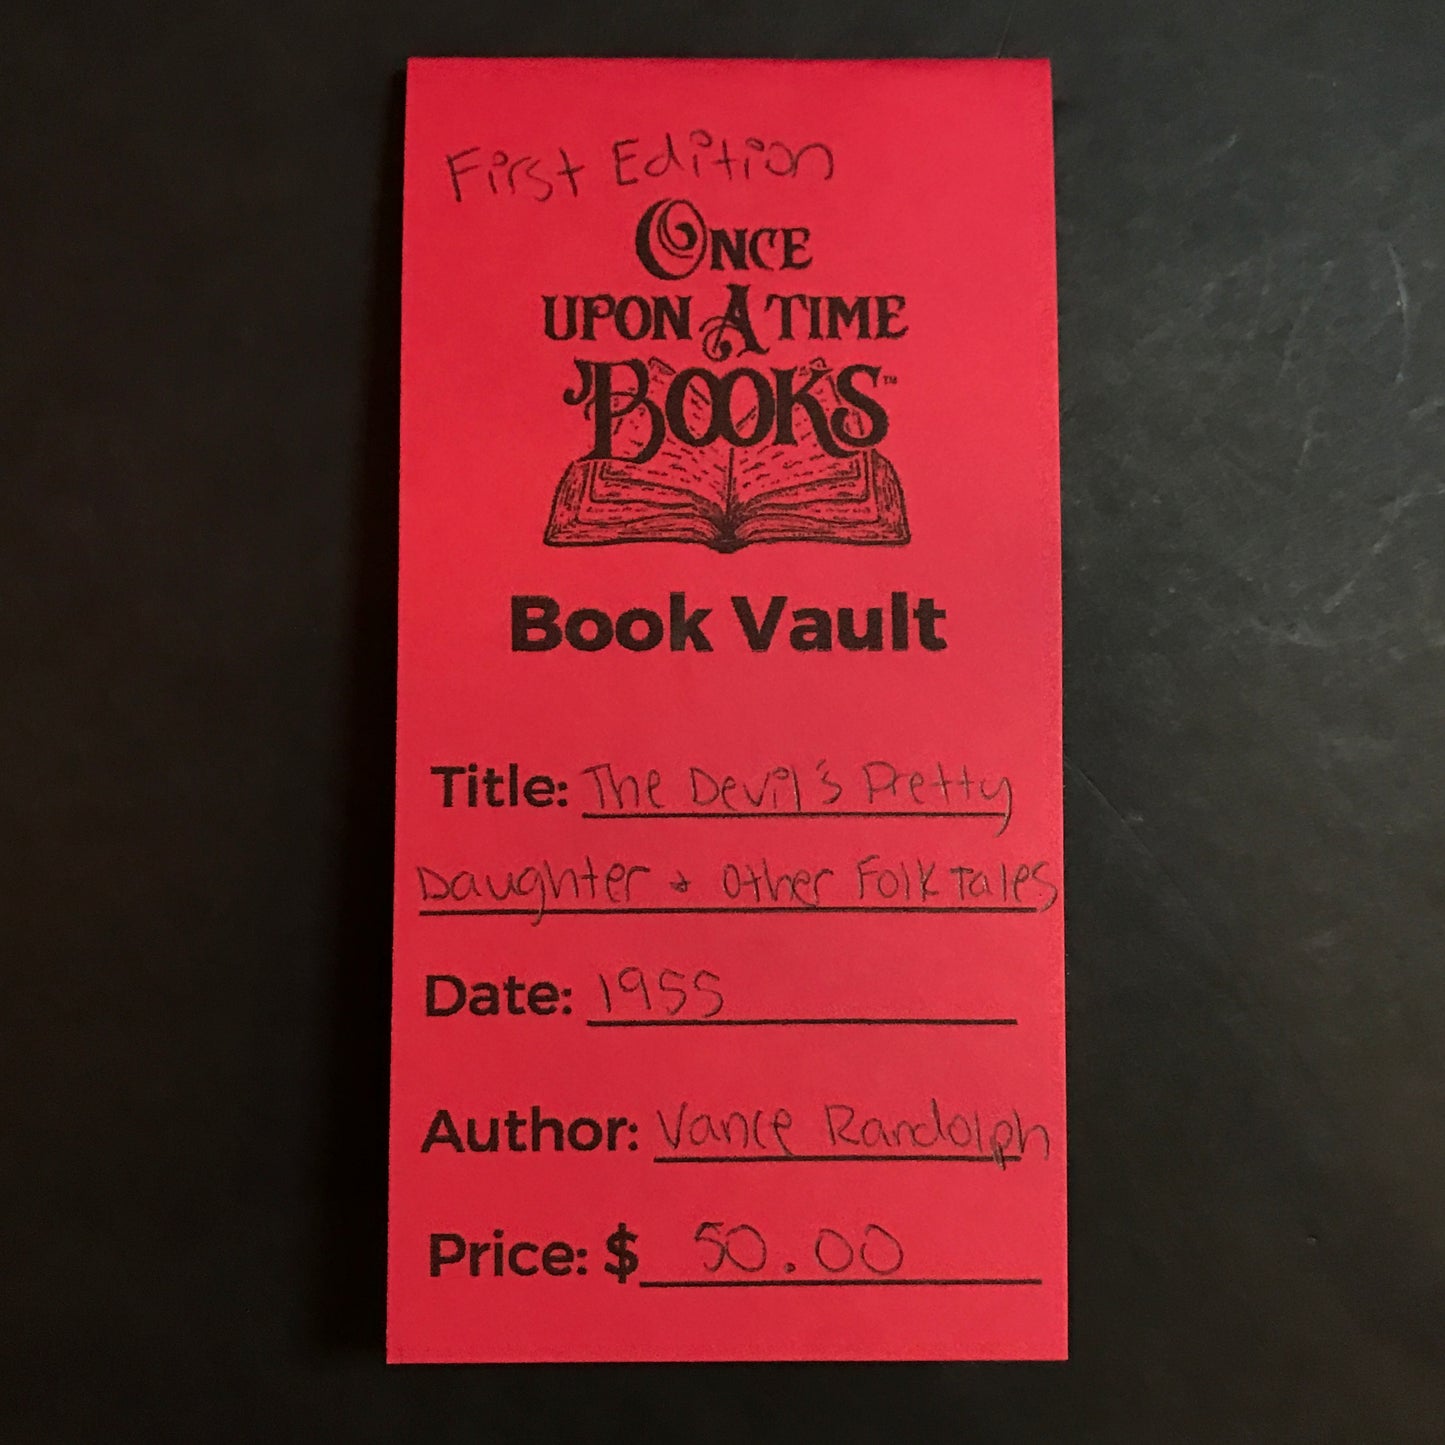 First Edition
ONCE
UPON A TIME
BOOKS™
Book Vault
Title: The Devil's Pretty
Daughter & Other Folk Tales
Date: 1955
Author: Vance Randolph
Price: $ 50.00